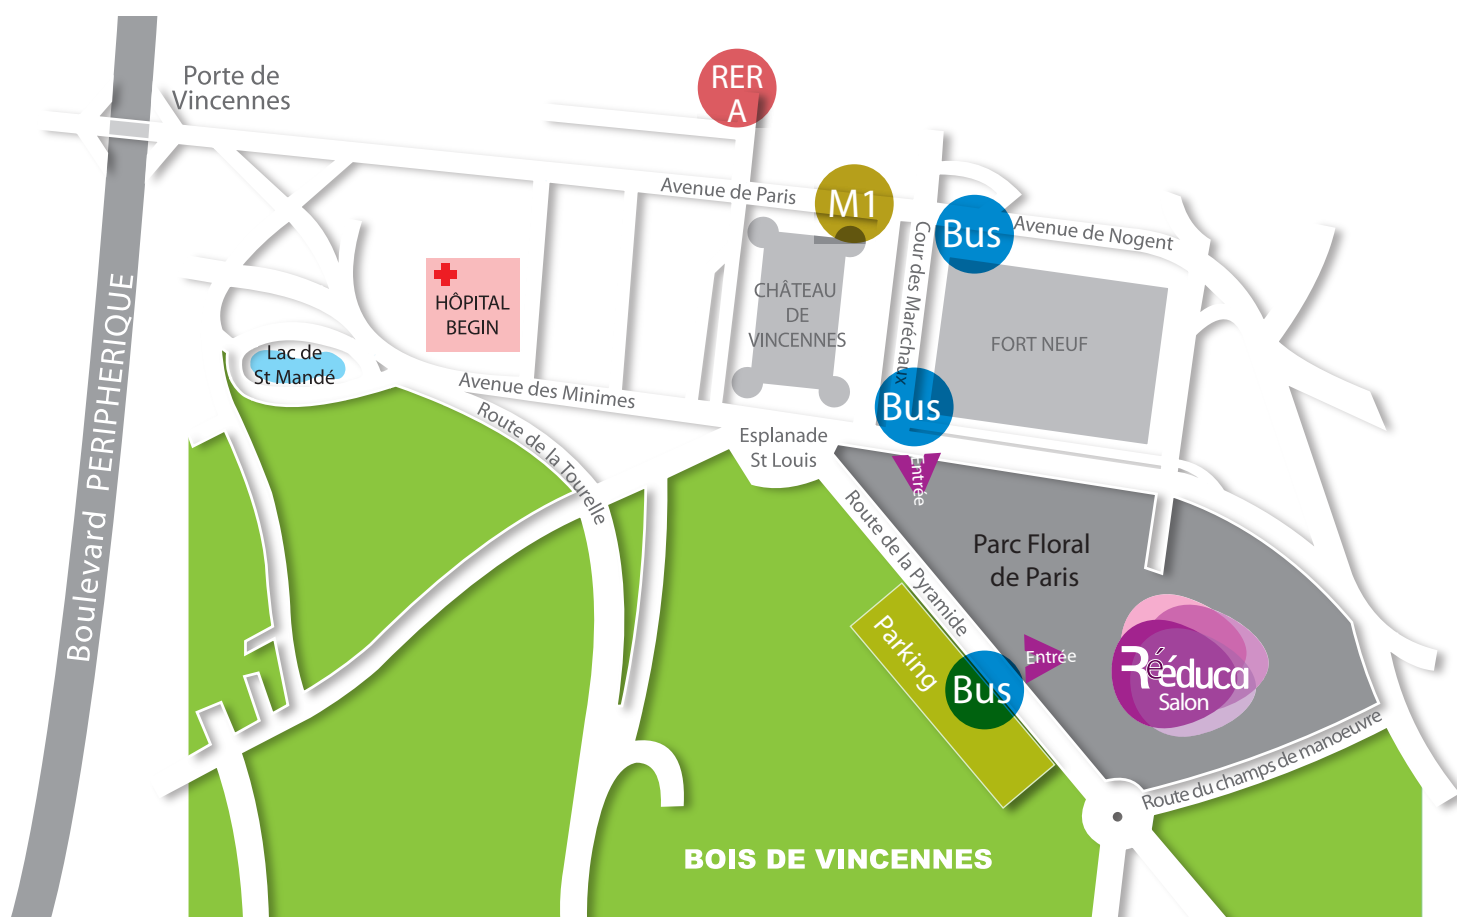 Porte de
Vincennes
RER
A
Avenue de Paris
M1
Bus
Avenue de Nogent
Cour des Maréchaux
Boulevard PERIPHERIQUE
HÔPITAL
BEGIN
CHÂTEAU
DE
VINCENNES
FORT NEUF
Lac de
St Mandé
Avenue des Minimes
Route de la Tourelle
Bus
Esplanade
St Louis
Entrée
Route de la Pyramide
Parc Floral
de Paris
Parking
Bus
Entrée
Rééduca
Salon
Route du champs de manoeuvre
BOIS DE VINCENNES